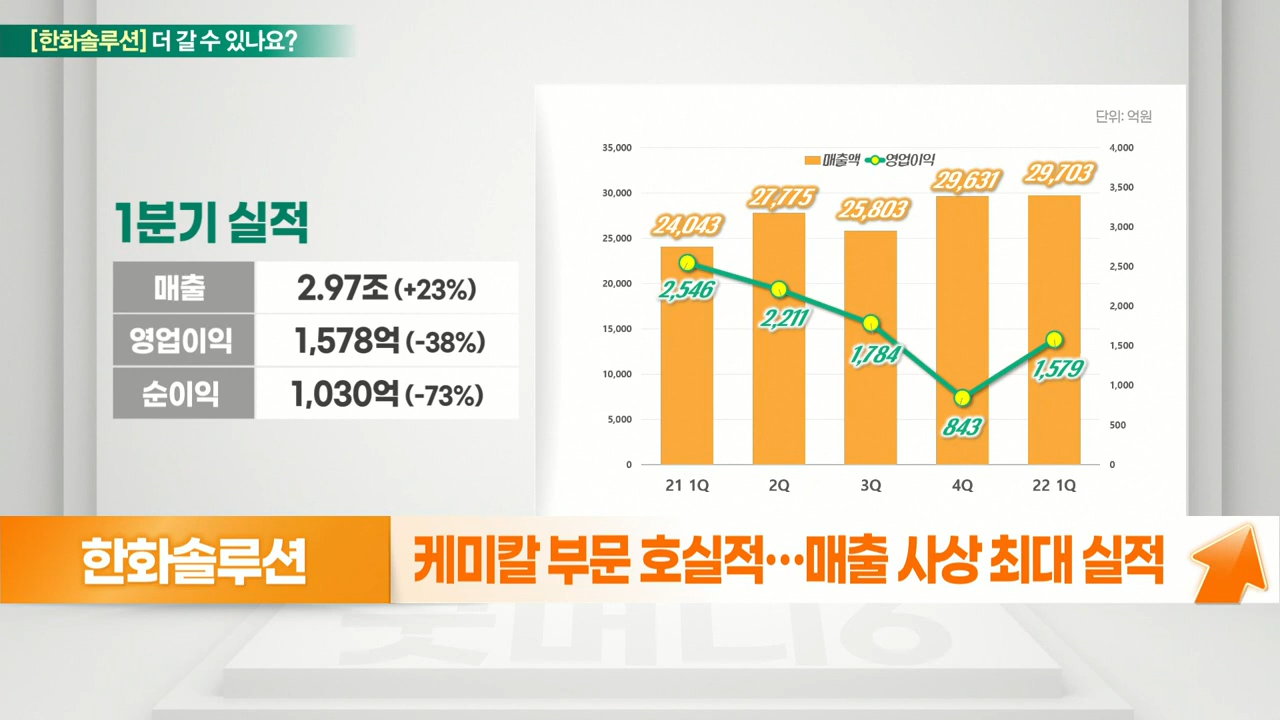 [한화솔루션] 더 갈 수 있나요?
1분기 실적
매출 2.97조 (+23%)
영업이익 1,578억 (-38%)
순이익 1,030억 (-73%)
단위: 억원
매출액 영업이익
35,000
30,000
25,000
20,000
15,000
10,000
5,000
0
4,000
3,500
3,000
2,500
2,000
1,500
1,000
500
0
24,043
27,775
25,803
29,631
29,703
2,546
2,211
1,784
843
1,579
21 1Q 2Q 3Q 4Q 22 1Q
한화솔루션
케미칼 부문 호실적…매출 사상 최대 실적
굿머니6